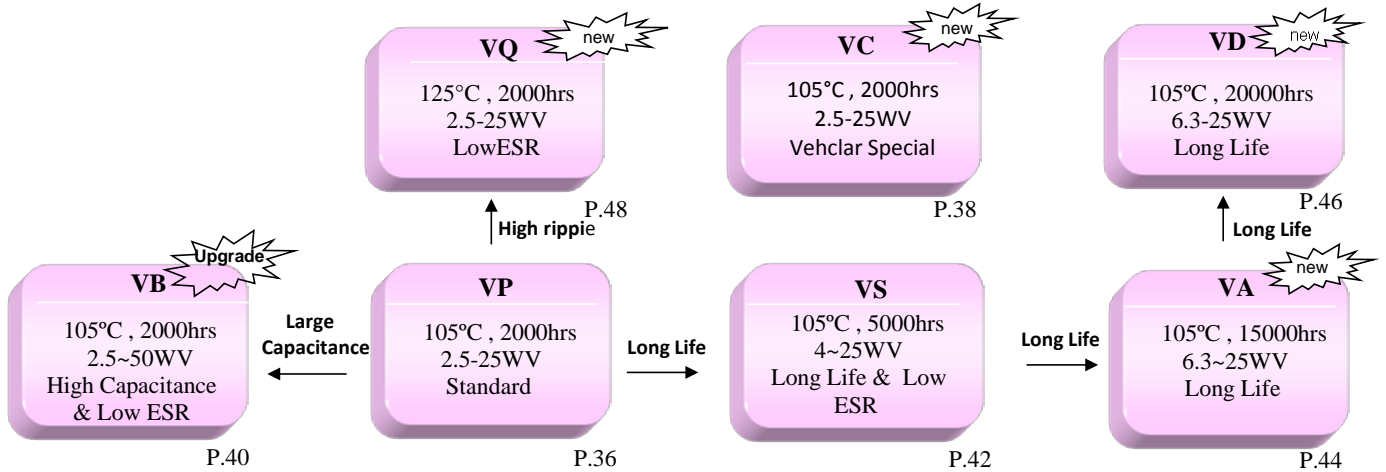 new
VQ
125°C , 2000hrs
2.5-25WV
LowESR
P.48
new
VC
105°C , 2000hrs
2.5-25WV
Vehclar Special
P.38
new
VD
105ºC , 20000hrs
6.3-25WV
Long Life
P.46
High rippie
Long Life
Upgrade
VB
105ºC , 2000hrs
2.5~50WV
High Capacitance
& Low ESR
P.40
Large
Capacitance
VP
105ºC , 2000hrs
2.5-25WV
Standard
P.36
Long Life
VS
105ºC , 5000hrs
4~25WV
Long Life & Low
ESR
P.42
Long Life
new
VA
105ºC , 15000hrs
6.3~25WV
Long Life
P.44